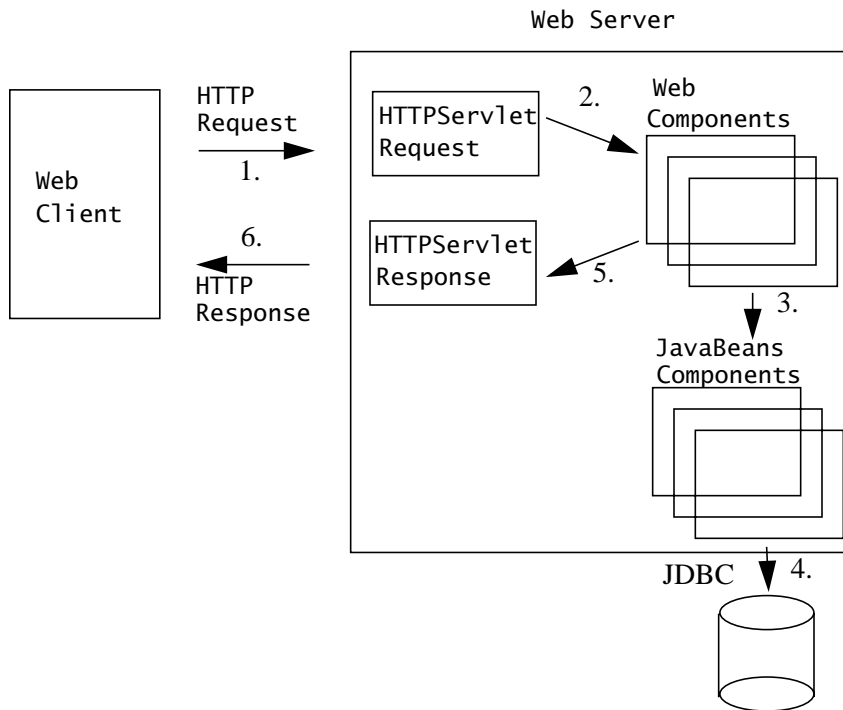 Web Server
HTTP
Request
1.
Web
Client
6.
HTTP
Response
HTTPServlet
Request
2.
Web
Components
HTTPServlet
Response
5.
3.
JavaBeans
Components
JDBC
4.